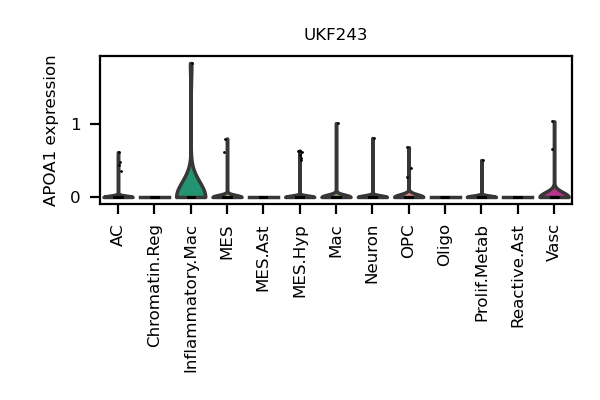 UKF243
APOA1 expression
1
0
AC
Chromatin.Reg
Inflammatory.Mac
MES
MES.Ast
MES.Hyp
Mac
Neuron
OPC
Oligo
Prolif.Metab
Reactive.Ast
Vasc